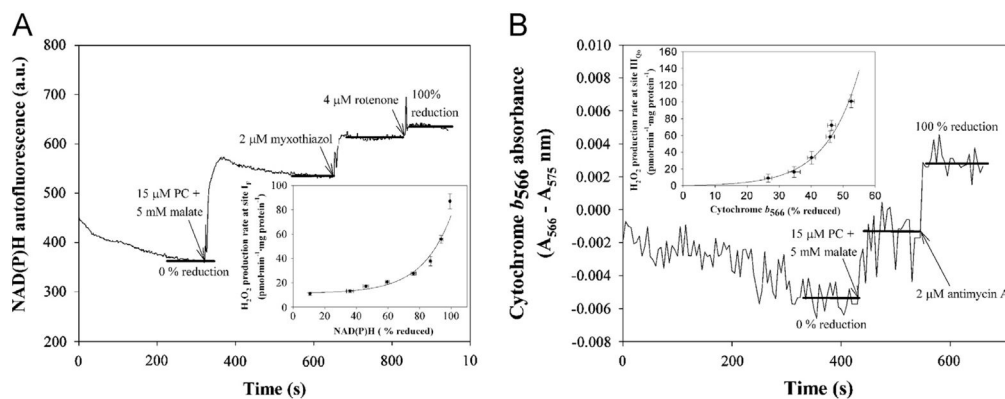 A
NAD(P)H autofluorescence (a.u.)
800
700
600
500
400
300
200
0
200
400
600
800
10
Time (s)
15 μM PC +
5 mM malate
0 % reduction
2 μM myxothiazol
4 μM rotenone
100%
reduction
H₂O₂ production rate at site I_F
(pmol·min⁻¹·mg protein⁻¹)
100
80
60
40
20
0
0
20
40
60
80
100
NAD(P)H ( % reduced)
B
Cytochrome b566 absorbance
(A₅₆₆ - A₅₇₅ nm)
0.010
0.008
0.006
0.004
0.002
0.000
-0.002
-0.004
-0.006
-0.008
0
200
400
600
Time (s)
H₂O₂ production rate at site III_Qo
(pmol·min⁻¹·mg protein⁻¹)
160
140
120
100
80
60
40
20
0
0
10
20
30
40
50
60
Cytochrome b₅₆₆ (% reduced)
100 % reduction
15 μM PC +
5 mM malate
2 μM antimycin A
0 % reduction